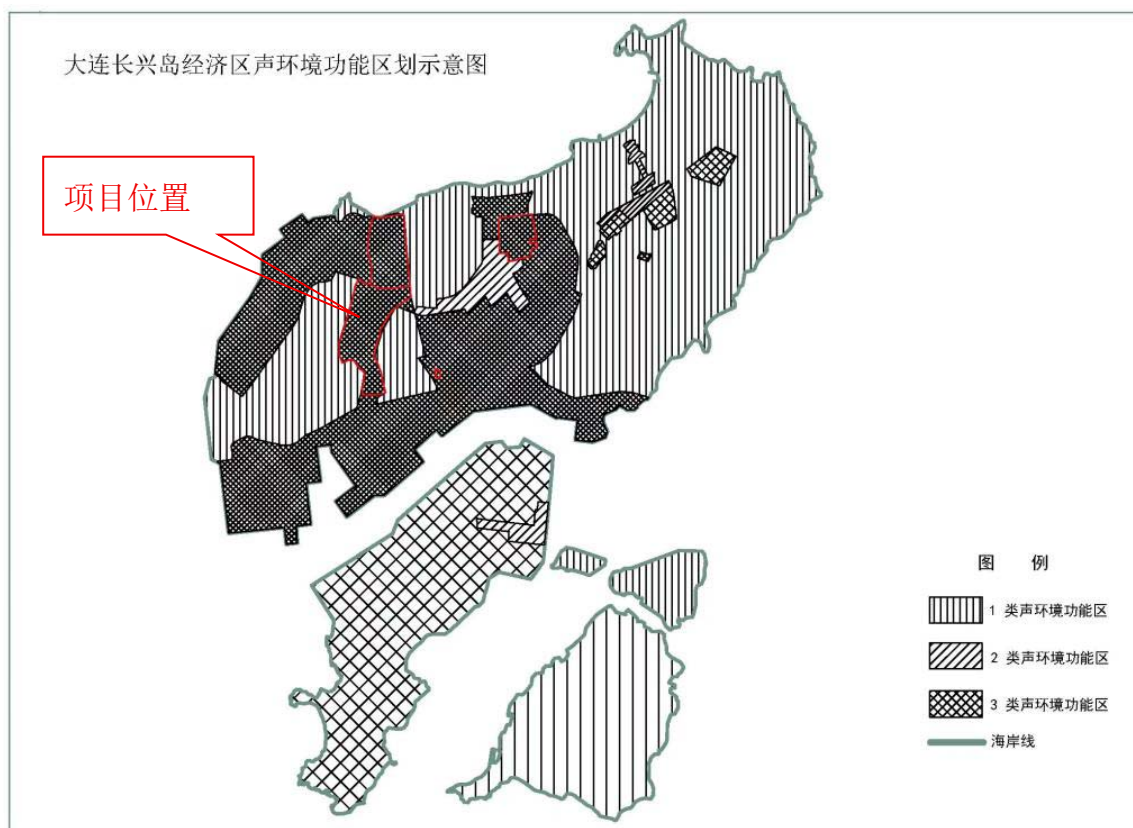 大连长兴岛经济区声环境功能区划示意图
项目位置
图 例
1 类声环境功能区
2 类声环境功能区
3 类声环境功能区
海岸线